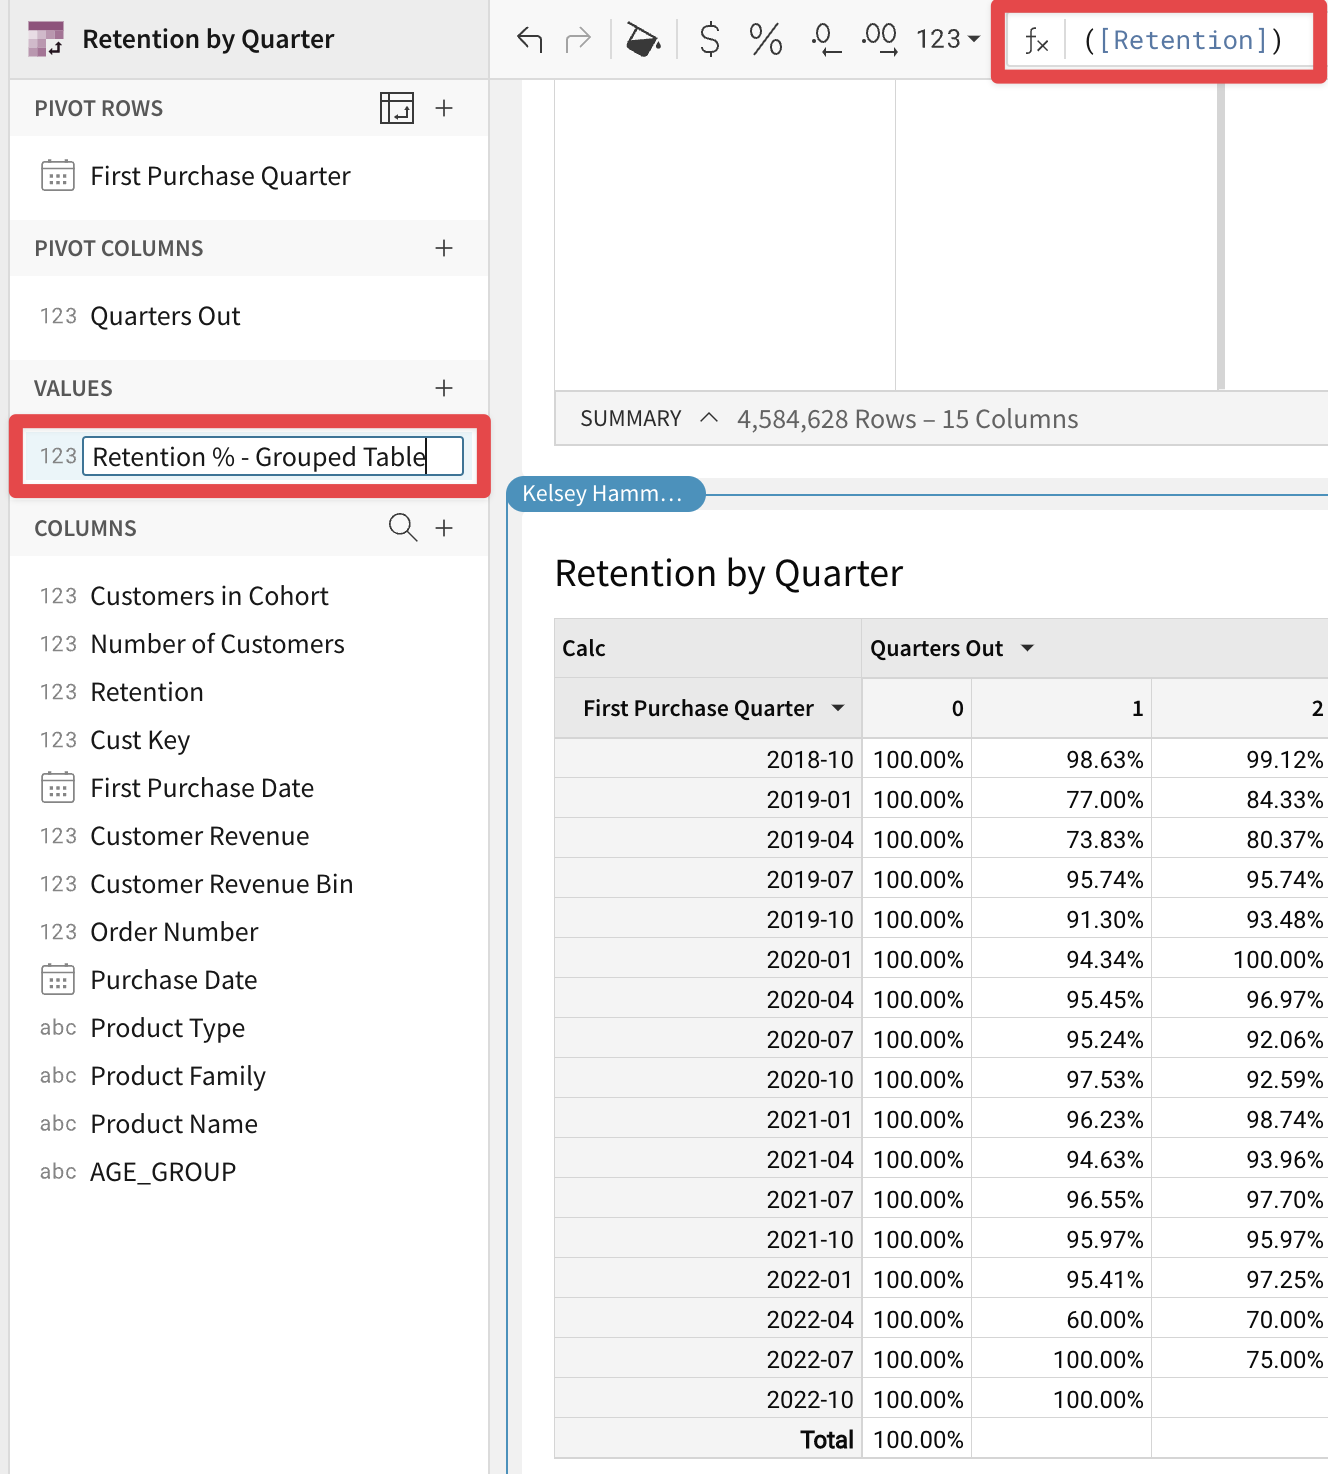 Retention by Quarter
$ % .0 .00 123
fx ([Retention])
PIVOT ROWS
First Purchase Quarter
PIVOT COLUMNS
123 Quarters Out
VALUES
123 Retention % - Grouped Table
COLUMNS
123 Customers in Cohort
123 Number of Customers
123 Retention
123 Cust Key
First Purchase Date
123 Customer Revenue
123 Customer Revenue Bin
123 Order Number
Purchase Date
abc Product Type
abc Product Family
abc Product Name
abc AGE_GROUP
SUMMARY 4,584,628 Rows – 15 Columns
Kelsey Hamm...
Retention by Quarter
Calc Quarters Out
First Purchase Quarter 0 1 2
2018-10 100.00% 98.63% 99.12%
2019-01 100.00% 77.00% 84.33%
2019-04 100.00% 73.83% 80.37%
2019-07 100.00% 95.74% 95.74%
2019-10 100.00% 91.30% 93.48%
2020-01 100.00% 94.34% 100.00%
2020-04 100.00% 95.45% 96.97%
2020-07 100.00% 95.24% 92.06%
2020-10 100.00% 97.53% 92.59%
2021-01 100.00% 96.23% 98.74%
2021-04 100.00% 94.63% 93.96%
2021-07 100.00% 96.55% 97.70%
2021-10 100.00% 95.97% 95.97%
2022-01 100.00% 95.41% 97.25%
2022-04 100.00% 60.00% 70.00%
2022-07 100.00% 100.00% 75.00%
2022-10 100.00% 100.00%
Total 100.00%